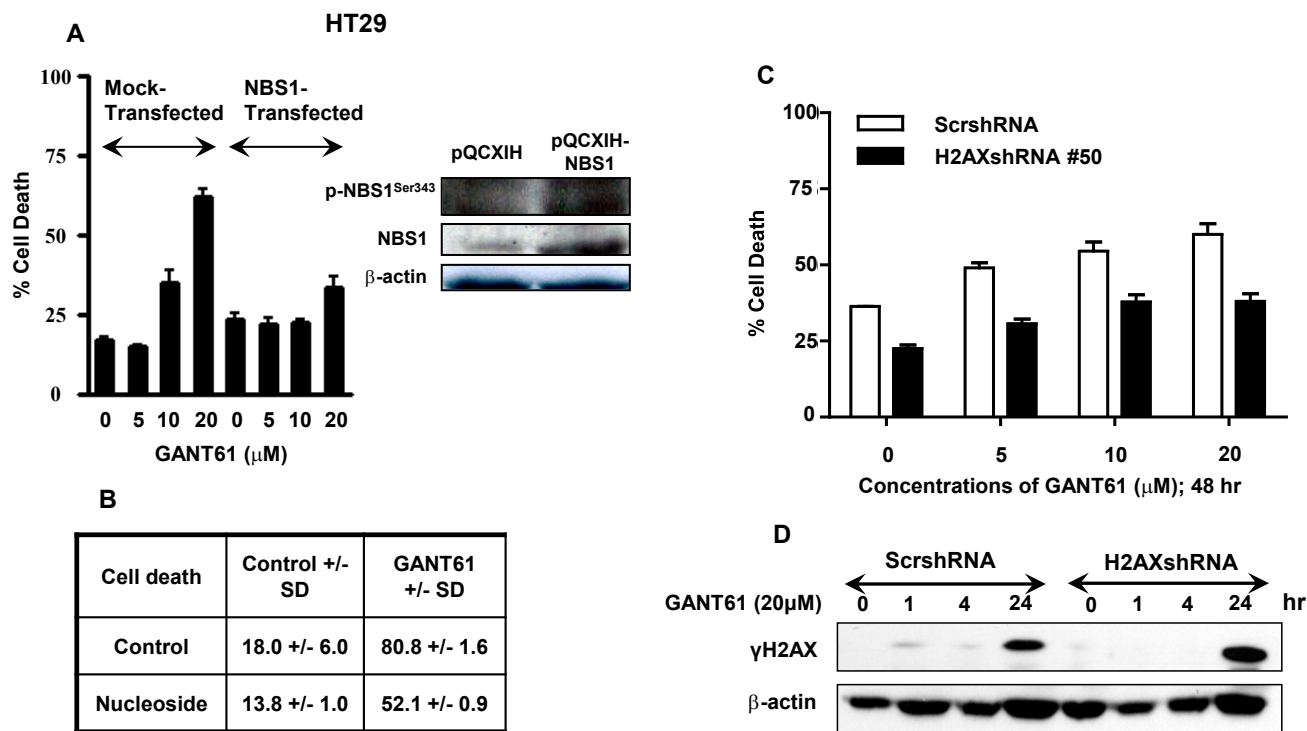 HT29
A
100
75
50
25
0
% Cell Death
Mock-
Transfected
NBS1-
Transfected
0 5 10 20 0 5 10 20
GANT61 (μM)
pQCXIH
pQCXIH-
NBS1
p-NBS1Ser343
NBS1
β-actin
B
Cell death
Control +/-
SD
GANT61
+/- SD
Control
18.0 +/- 6.0
80.8 +/- 1.6
Nucleoside
13.8 +/- 1.0
52.1 +/- 0.9
C
100
75
50
25
0
% Cell Death
ScrshRNA
H2AXshRNA #50
0 5 10 20
Concentrations of GANT61 (μM); 48 hr
D
ScrshRNA
H2AXshRNA
GANT61 (20μM) 0 1 4 24 0 1 4 24 hr
γH2AX
β-actin